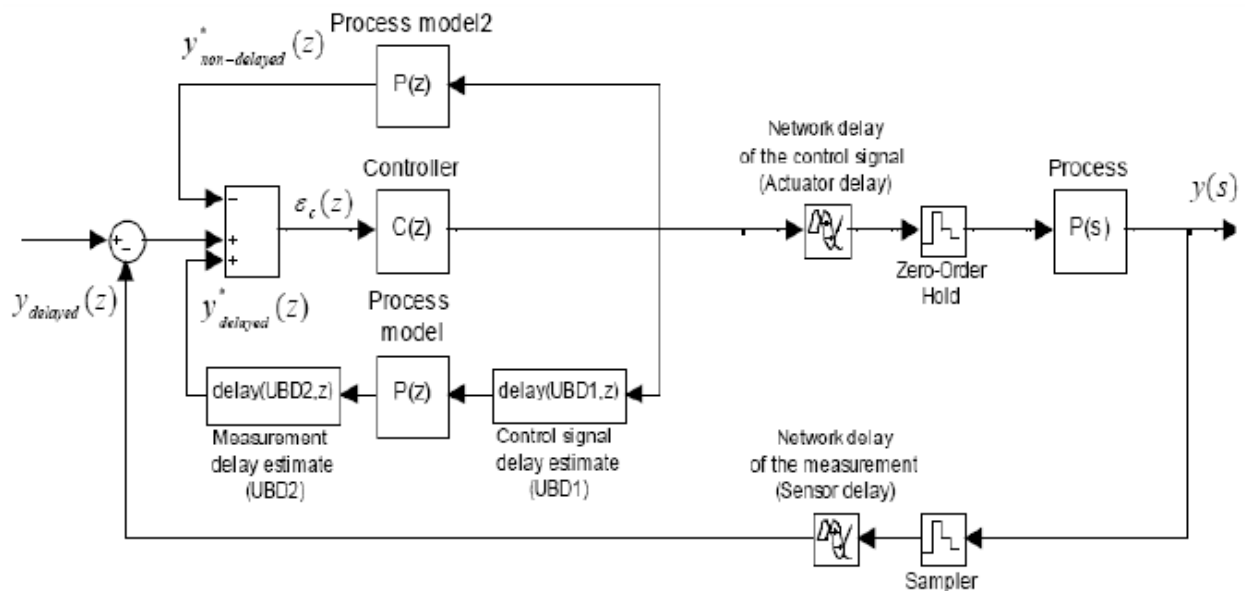 Process model2
y*non-delayed(z)
P(z)
Network delay
of the control signal
(Actuator delay)
Controller
Process
y(s)
-
εc(z)
C(z)
P(s)
+
-
+
+
Zero-Order
Hold
ydelayed(z)
y*delayed(z)
Process
model
delay(UBD2,z)
P(z)
delay(UBD1,z)
Measurement
delay estimate
(UBD2)
Control signal
delay estimate
(UBD1)
Network delay
of the measurement
(Sensor delay)
Sampler